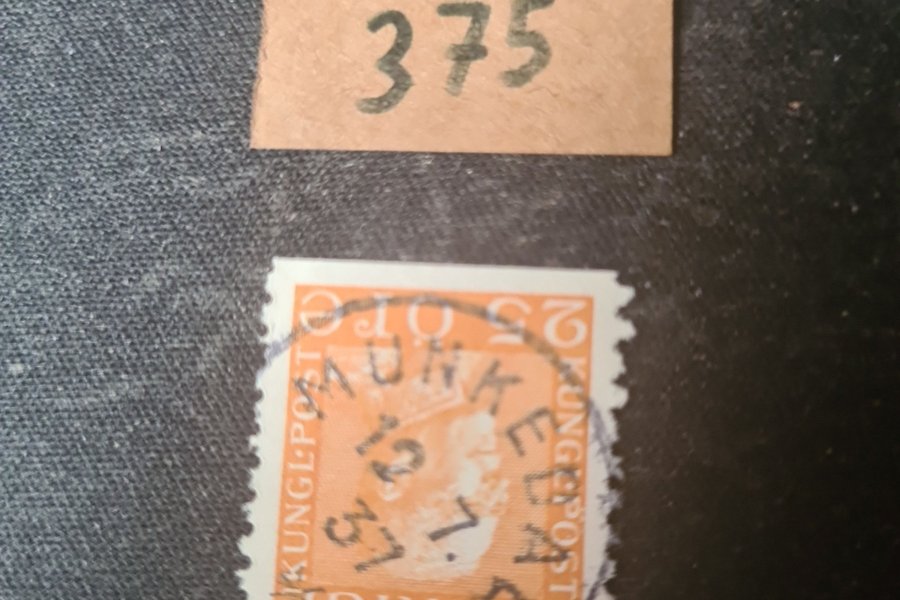 375
25 ÖRE
KUNGL·POST
KUNGL·POST
MUNKEDAL
12
7.
37